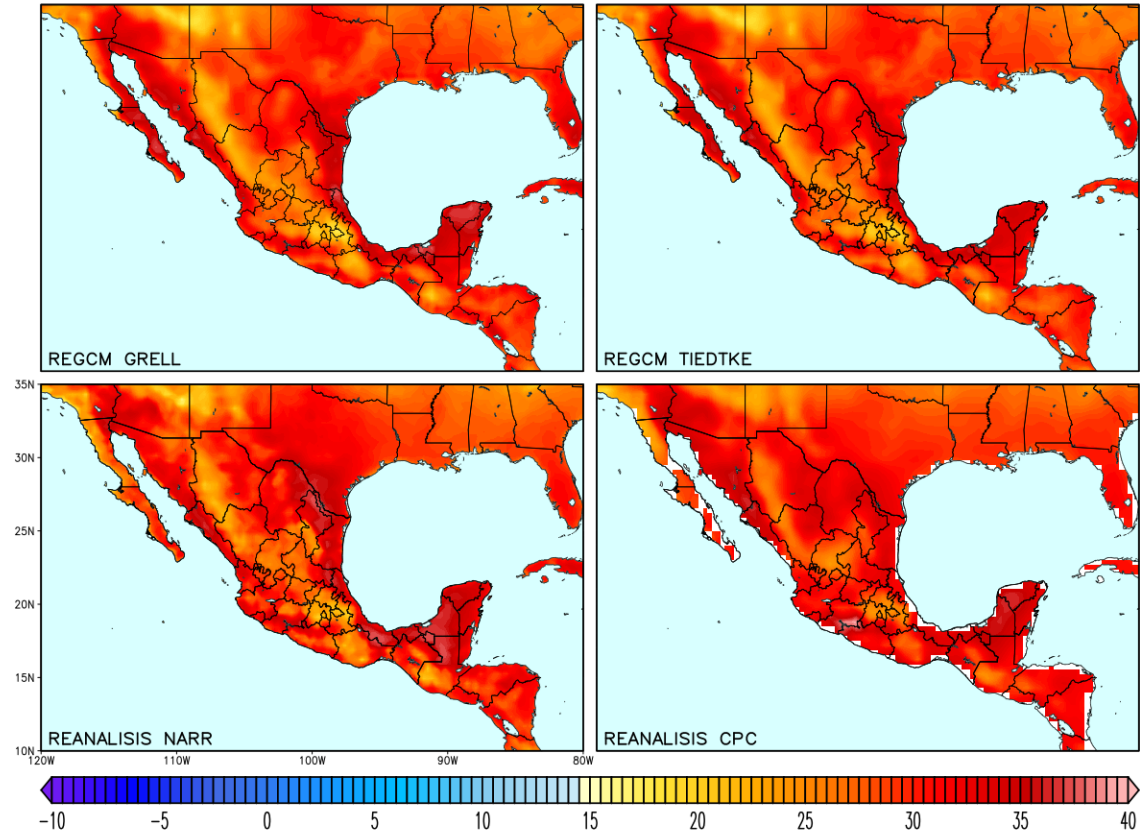 REGCM GRELL
REGCM TIEDTKE
35N
30N
25N
20N
15N
10N
REANALISIS NARR
REANALISIS CPC
120W 110W 100W 90W 80W
−10 −5 0 5 10 15 20 25 30 35 40